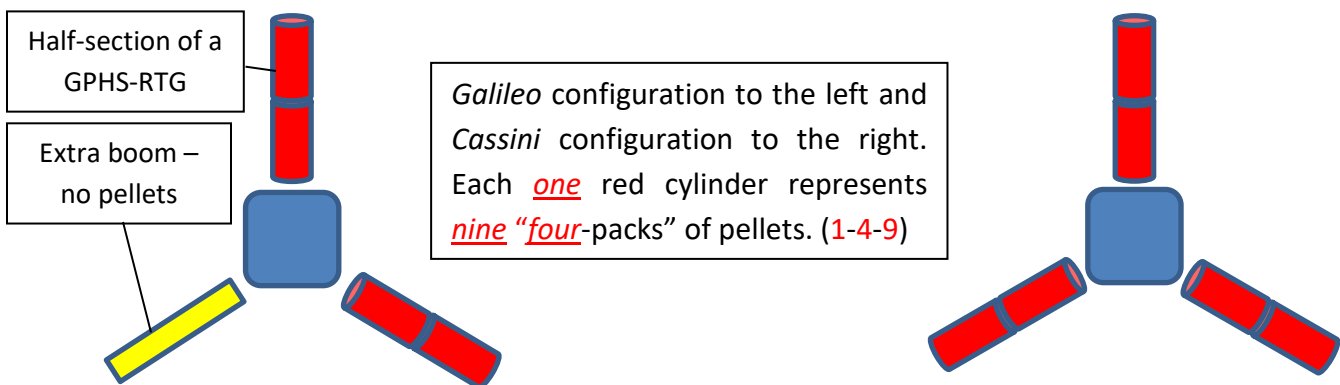 Half-section of a
GPHS-RTG
Extra boom –
no pellets
Galileo configuration to the left and
Cassini configuration to the right.
Each one red cylinder represents
nine “four-packs” of pellets. (1-4-9)